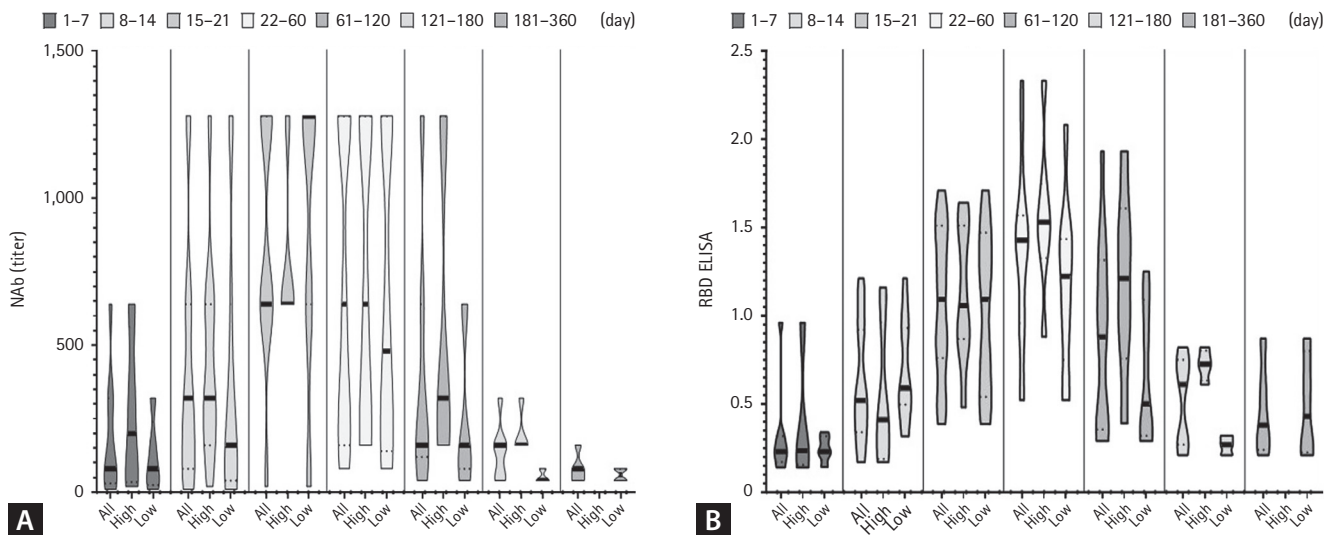 1–7 8–14 15–21 22–60 61–120 121–180 181–360 (day)
1,500
1,000
500
0
NAb (titer)
All High Low All High Low All High Low All High Low All High Low All High Low All High Low
A
1–7 8–14 15–21 22–60 61–120 121–180 181–360 (day)
2.5
2.0
1.5
1.0
0.5
0
RBD ELISA
All High Low All High Low All High Low All High Low All High Low All High Low All High Low
B